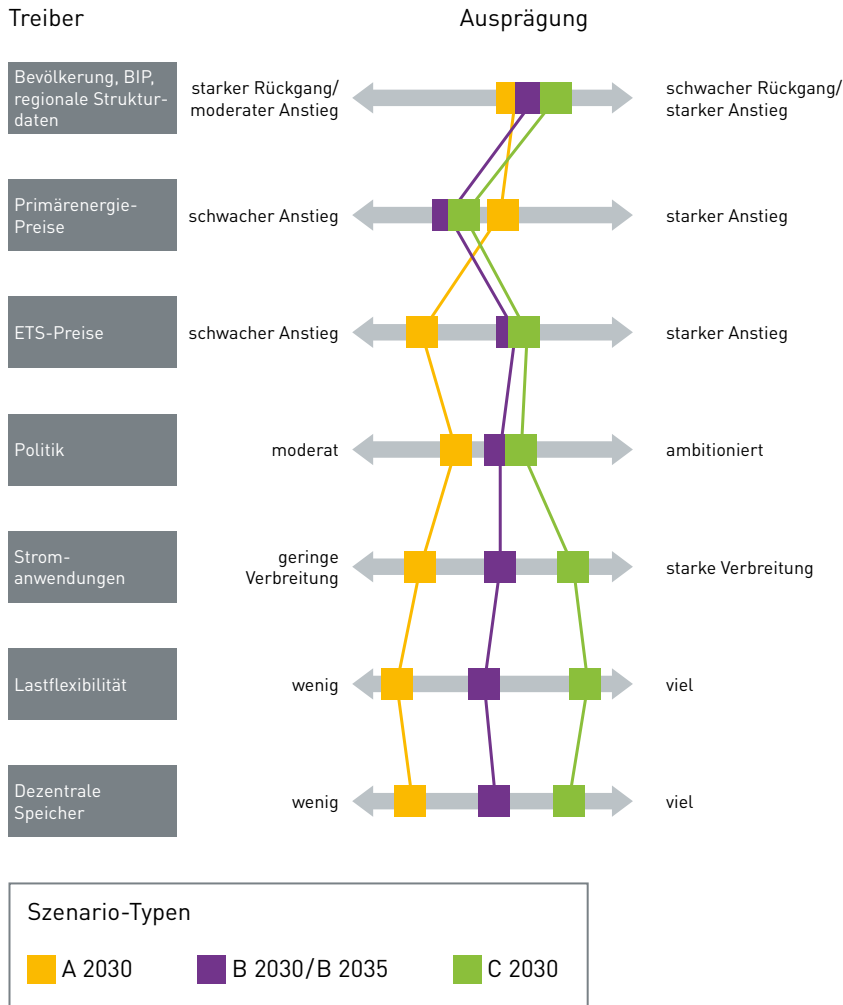 Treiber
Ausprägung
Bevölkerung, BIP,
regionale Struktur-
daten
starker Rückgang/
moderater Anstieg
schwacher Rückgang/
starker Anstieg
Primärenergie-
Preise
schwacher Anstieg
starker Anstieg
ETS-Preise
schwacher Anstieg
starker Anstieg
Politik
moderat
ambitioniert
Strom-
anwendungen
geringe
Verbreitung
starke Verbreitung
Lastflexibilität
wenig
viel
Dezentrale
Speicher
wenig
viel
Szenario-Typen
A 2030
B 2030/B 2035
C 2030